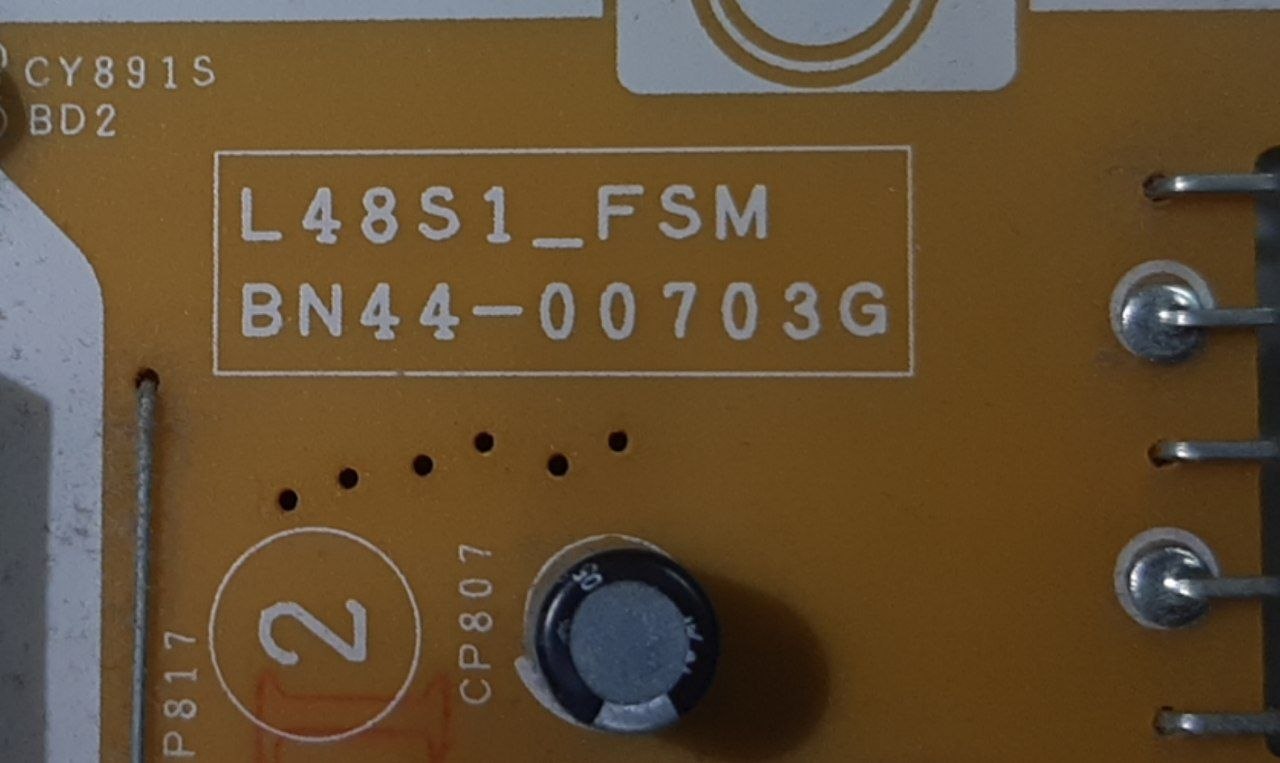 CY891S
BD2
L48S1_FSM
BN44-00703G
2
CP807
P817